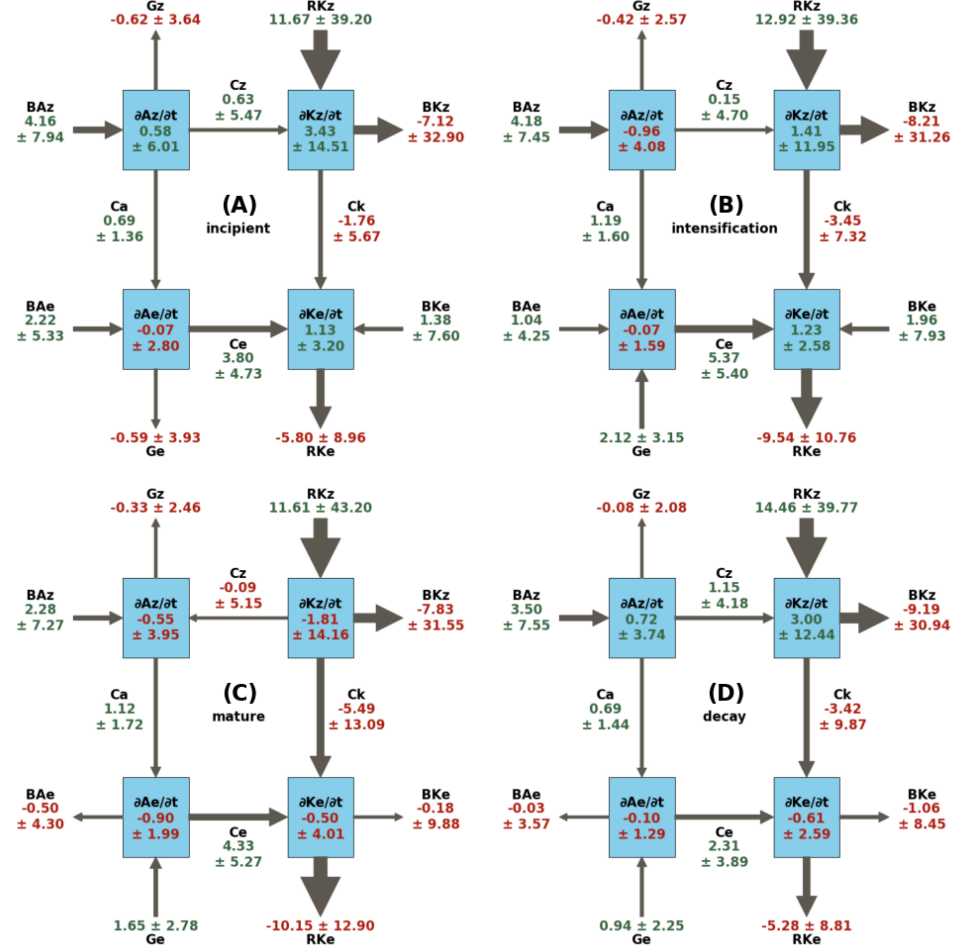 Gz
-0.62 ± 3.64
RKz
11.67 ± 39.20
BAz
4.16
± 7.94
∂Az/∂t
0.58
± 6.01
Cz
0.63
± 5.47
∂Kz/∂t
3.43
± 14.51
BKz
-7.12
± 32.90
Ca
0.69
± 1.36
(A)
incipient
Ck
-1.76
± 5.67
BAe
2.22
± 5.33
∂Ae/∂t
-0.07
± 2.80
Ce
3.80
± 4.73
∂Ke/∂t
1.13
± 3.20
BKe
1.38
± 7.60
-0.59 ± 3.93
Ge
-5.80 ± 8.96
RKe
Gz
-0.42 ± 2.57
RKz
12.92 ± 39.36
BAz
4.18
± 7.45
∂Az/∂t
-0.96
± 4.08
Cz
0.15
± 4.70
∂Kz/∂t
1.41
± 11.95
BKz
-8.21
± 31.26
Ca
1.19
± 1.60
(B)
intensification
Ck
-3.45
± 7.32
BAe
1.04
± 4.25
∂Ae/∂t
-0.07
± 1.59
Ce
5.37
± 5.40
∂Ke/∂t
1.23
± 2.58
BKe
1.96
± 7.93
2.12 ± 3.15
Ge
-9.54 ± 10.76
RKe
Gz
-0.33 ± 2.46
RKz
11.61 ± 43.20
BAz
2.28
± 7.27
∂Az/∂t
-0.55
± 3.95
Cz
-0.09
± 5.15
∂Kz/∂t
-1.81
± 14.16
BKz
-7.83
± 31.55
Ca
1.12
± 1.72
(C)
mature
Ck
-5.49
± 13.09
BAe
-0.50
± 4.30
∂Ae/∂t
-0.90
± 1.99
Ce
4.33
± 5.27
∂Ke/∂t
-0.50
± 4.01
BKe
-0.18
± 9.88
1.65 ± 2.78
Ge
-10.15 ± 12.90
RKe
Gz
-0.08 ± 2.08
RKz
14.46 ± 39.77
BAz
3.50
± 7.55
∂Az/∂t
0.72
± 3.74
Cz
1.15
± 4.18
∂Kz/∂t
3.00
± 12.44
BKz
-9.19
± 30.94
Ca
0.69
± 1.44
(D)
decay
Ck
-3.42
± 9.87
BAe
-0.03
± 3.57
∂Ae/∂t
-0.10
± 1.29
Ce
2.31
± 3.89
∂Ke/∂t
-0.61
± 2.59
BKe
-1.06
± 8.45
0.94 ± 2.25
Ge
-5.28 ± 8.81
RKe